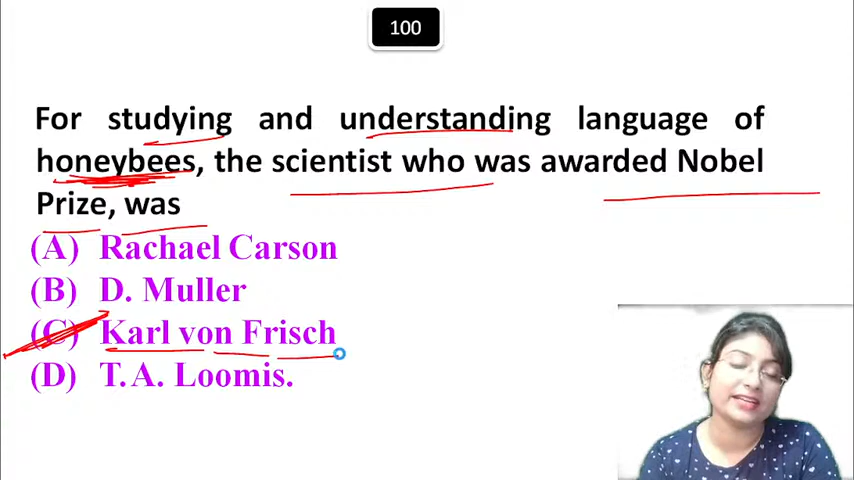 100
For studying and understanding language of
honeybees, the scientist who was awarded Nobel
Prize, was
(A) Rachael Carson
(B) D. Muller
(C) Karl von Frisch
(D) T.A. Loomis.